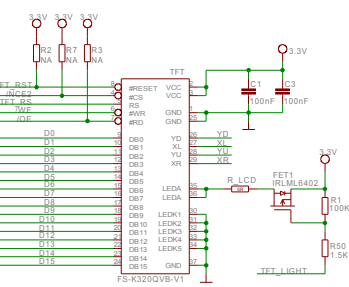 3.3V 3.3V 3.3V
R2 R7 R3
NA NA NA
3.3V
TFT
FT_RST #RESET VCC
/NCE2 #CS VCC
TFT_RS RS
/WE #WR GND
/OE #RD GND
C1 C3
100nF 100nF
D0 DB0 YD YD
D1 DB1 XL XL
D2 DB2 YU YU
D3 DB3 XR XR
D4 DB4
D5 DB5
D6 DB6 LEDA
D7 DB7 LEDA
D8 DB8
D9 DB9 LEDK1
D10 DB10 LEDK2
D11 DB11 LEDK3
D12 DB12 LEDK4
D13 DB13 LEDK5
D14 DB14
D15 DB15 GND
FS-K320QVB-V1
R_LCD
FET1
IRLML6402
3.3V
R1
100K
R50
1.5K
TFT_LIGHT